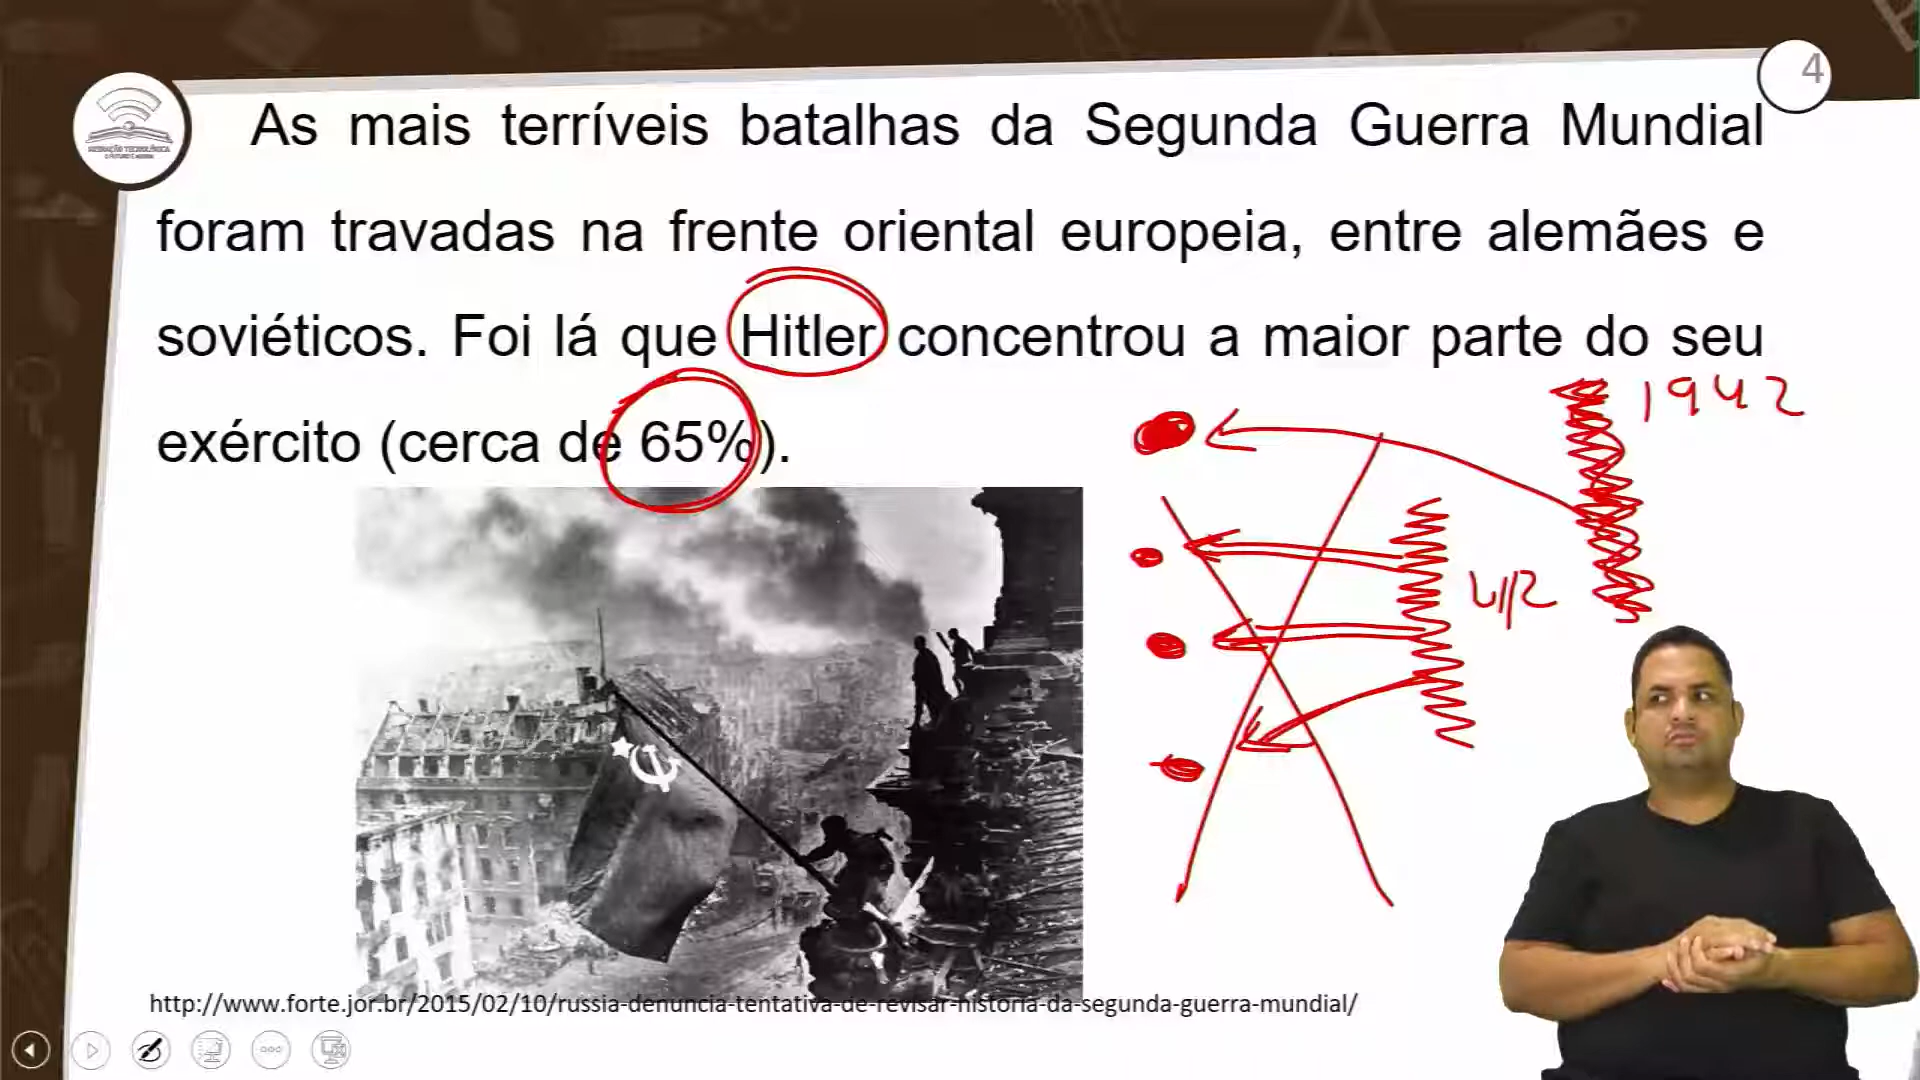 4
As mais terríveis batalhas da Segunda Guerra Mundial
foram travadas na frente oriental europeia, entre alemães e
soviéticos. Foi lá que Hitler concentrou a maior parte do seu
exército (cerca de 65%).
1942
http://www.forte.jor.br/2015/02/10/russia-denuncia-tentativa-de-revisar-historia-da-segunda-guerra-mundial/